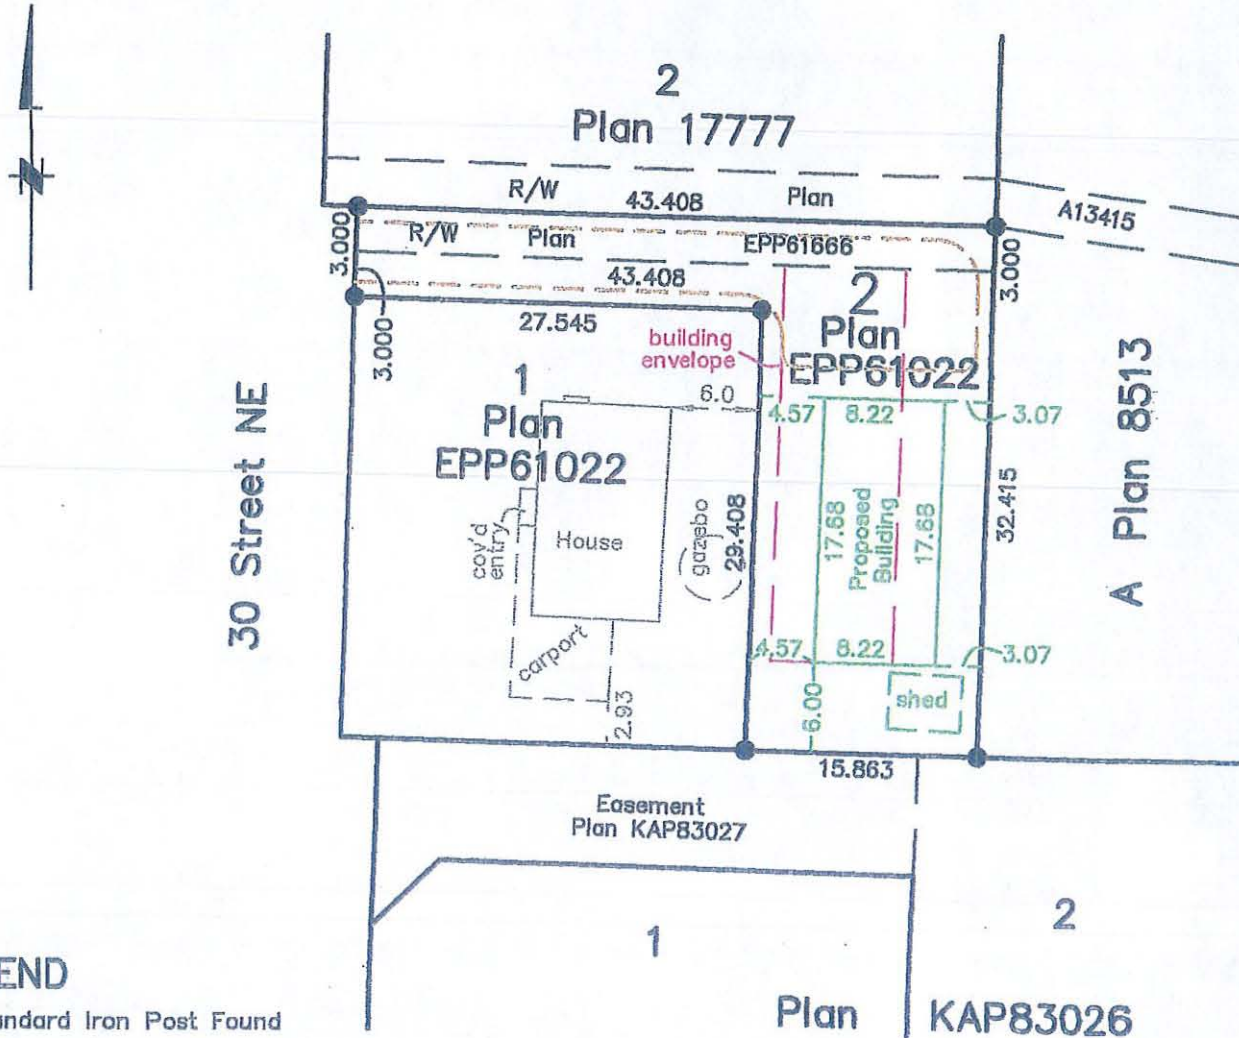 2
Plan 17777
R/W 43.408 Plan
A13415
3.000
R/W Plan EPP61666
43.408
3.000
27.545
3.000
building
envelope
2
Plan
EPP61022
1
Plan
EPP61022
6.0
4.57 8.22 3.07
30 Street NE
House
cov'd
entry
carport
gazebo
29.408
17.68
Proposed
Building
17.68
32.415
A Plan 8513
4.57 8.22 3.07
2.93
6.00
shed
15.863
Easement
Plan KAP83027
1
2
Plan KAP83026
END
ndard Iron Post Found